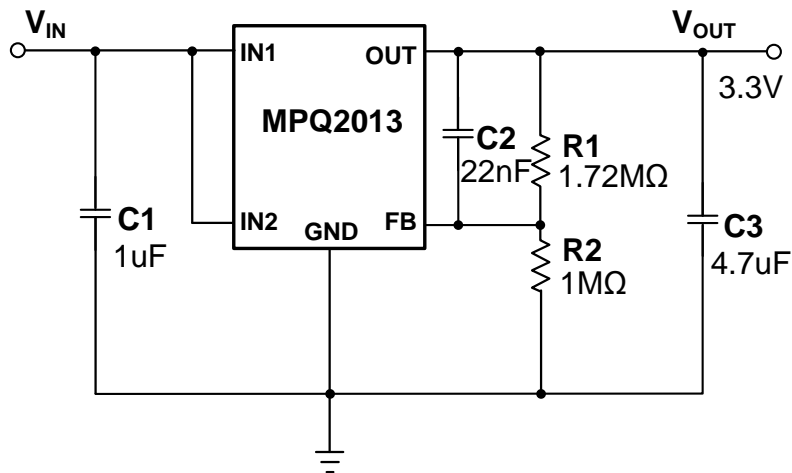 VIN
IN1
OUT
VOUT
3.3V
MPQ2013
C2
22nF
R1
1.72MΩ
C1
1uF
IN2
GND
FB
R2
1MΩ
C3
4.7uF